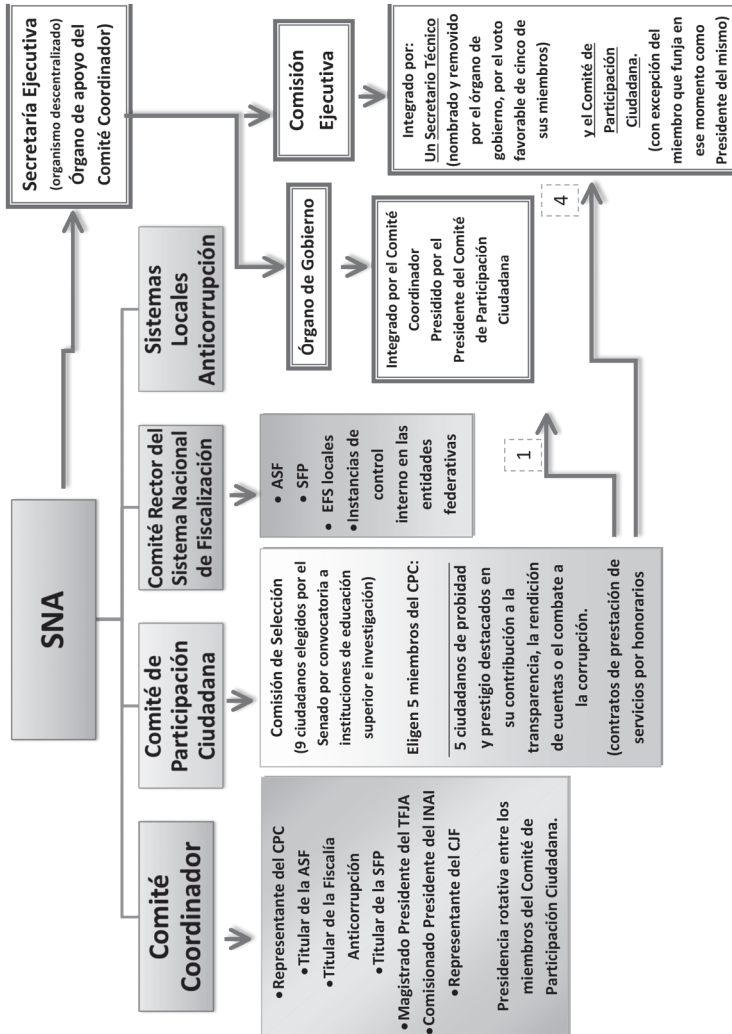 SNA
Comité
Coordinador
Comité de
Participación
Ciudadana
Comité Rector del
Sistema Nacional
de Fiscalización
Sistemas
Locales
Anticorrupción
Secretaría Ejecutiva
(organismo descentralizado)
Órgano de apoyo del
Comité Coordinador
• Representante del CPC
• Titular de la ASF
• Titular de la Fiscalía
Anticorrupción
• Titular de la SFP
• Magistrado Presidente del TFJA
• Comisionado Presidente del INAI
• Representante del CJF
Presidencia rotativa entre los
miembros del Comité de
Participación Ciudadana.
Comisión de Selección
(9 ciudadanos elegidos por el
Senado por convocatoria a
instituciones de educación
superior e investigación)
Eligen 5 miembros del CPC:
5 ciudadanos de probidad
y prestigio destacados en
su contribución a la
transparencia, la rendición
de cuentas o el combate a
la corrupción.
(contratos de prestación de
servicios por honorarios
• ASF
• SFP
• EFS locales
• Instancias de
control
interno en las
entidades
federativas
Órgano de Gobierno
Integrado por el Comité
Coordinador
Presidido por el
Presidente del Comité
de Participación
Ciudadana
Comisión
Ejecutiva
Integrado por:
Un Secretario Técnico
(nombrado y removido
por el órgano de
gobierno, por el voto
favorable de cinco de
sus miembros)
y el Comité de
Participación
Ciudadana.
(con excepción del
miembro que funja en
ese momento como
Presidente del mismo)
1
4